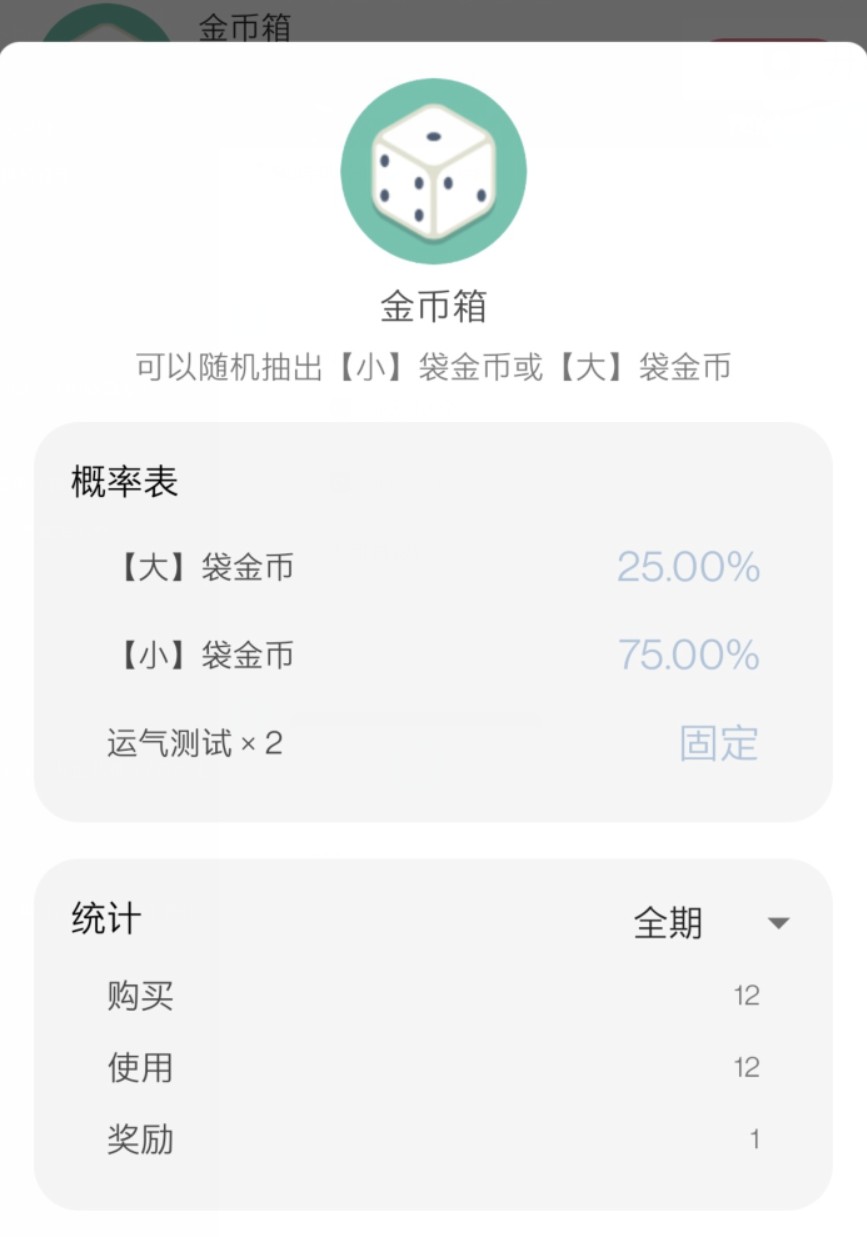 金币箱
金币箱
可以随机抽出【小】袋金币或【大】袋金币
概率表
【大】袋金币 25.00%
【小】袋金币 75.00%
运气测试 × 2 固定
统计 全期
购买 12
使用 12
奖励 1